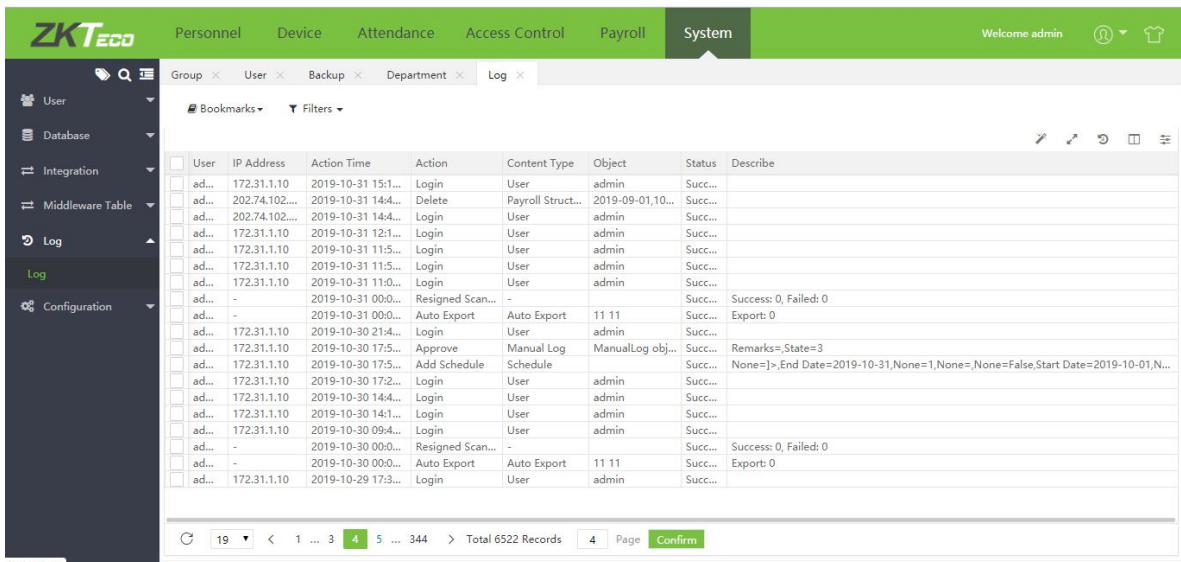 ZKTECO Personnel Device Attendance Access Control Payroll System Welcome admin
Group × User × Backup × Department × Log ×
User
Bookmarks Filters
Database
Integration
Middleware Table
Log
Log
Configuration
User IP Address Action Time Action Content Type Object Status Describe
ad... 172.31.1.10 2019-10-31 15:1... Login User admin Succ...
ad... 202.74.102.... 2019-10-31 14:4... Delete Payroll Struct... 2019-09-01,10... Succ...
ad... 202.74.102.... 2019-10-31 14:4... Login User admin Succ...
ad... 172.31.1.10 2019-10-31 12:1... Login User admin Succ...
ad... 172.31.1.10 2019-10-31 11:5... Login User admin Succ...
ad... 172.31.1.10 2019-10-31 11:5... Login User admin Succ...
ad... 172.31.1.10 2019-10-31 11:0... Login User admin Succ...
ad... - 2019-10-31 00:0... Resigned Scan... - Succ... Success: 0, Failed: 0
ad... - 2019-10-31 00:0... Auto Export Auto Export 11 11 Succ... Export: 0
ad... 172.31.1.10 2019-10-30 21:4... Login User admin Succ...
ad... 172.31.1.10 2019-10-30 17:5... Approve Manual Log ManualLog obj... Succ... Remarks=,State=3
ad... 172.31.1.10 2019-10-30 17:5... Add Schedule Schedule Succ... None=]>,End Date=2019-10-31,None=1,None=,None=False,Start Date=2019-10-01,N...
ad... 172.31.1.10 2019-10-30 17:2... Login User admin Succ...
ad... 172.31.1.10 2019-10-30 14:4... Login User admin Succ...
ad... 172.31.1.10 2019-10-30 14:1... Login User admin Succ...
ad... 172.31.1.10 2019-10-30 09:4... Login User admin Succ...
ad... - 2019-10-30 00:0... Resigned Scan... - Succ... Success: 0, Failed: 0
ad... - 2019-10-30 00:0... Auto Export Auto Export 11 11 Succ... Export: 0
ad... 172.31.1.10 2019-10-29 17:3... Login User admin Succ...
19 < 1 ... 3 4 5 ... 344 > Total 6522 Records 4 Page Confirm